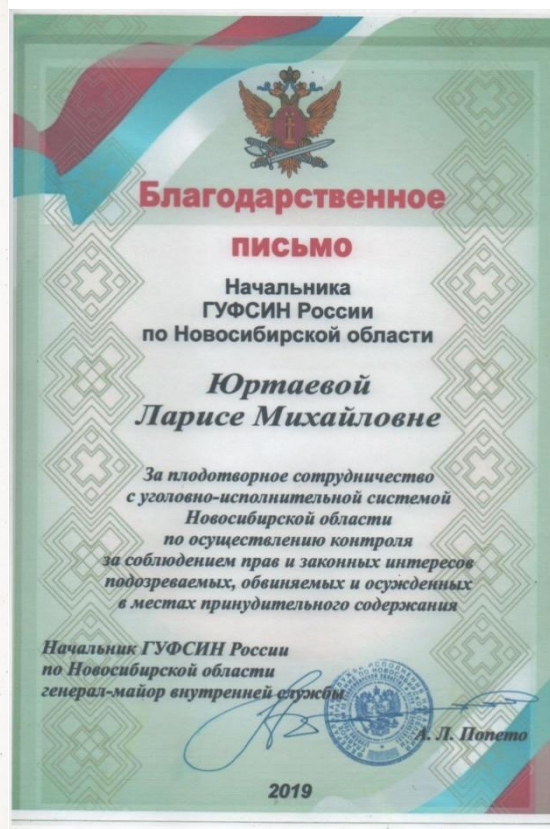 Благодарственное
письмо
Начальника
ГУФСИН России
по Новосибирской области
Юртаевой
Ларисе Михайловне
За плодотворное сотрудничество
с уголовно-исполнительной системой
Новосибирской области
по осуществлению контроля
за соблюдением прав и законных интересов
подозреваемых, обвиняемых и осужденных
в местах принудительного содержания
Начальник ГУФСИН России
по Новосибирской области
генерал-майор внутренней службы
А. Л. Попето
2019